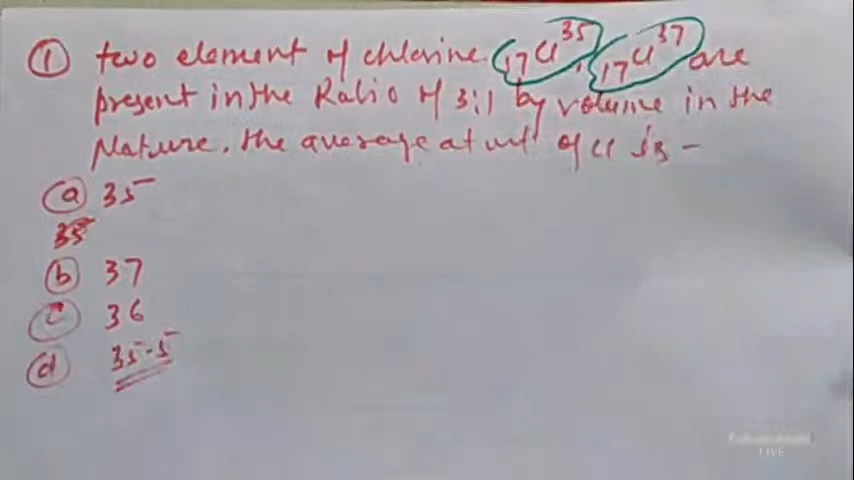 ① two element of chlorine ₁₇Cl³⁵, ₁₇Cl³⁷ are
present in the Ratio of 3:1 by volume in the
Nature. the average at wt of Cl is -
ⓐ 35
35
ⓑ 37
ⓒ 36
ⓓ 35.5
LIVE